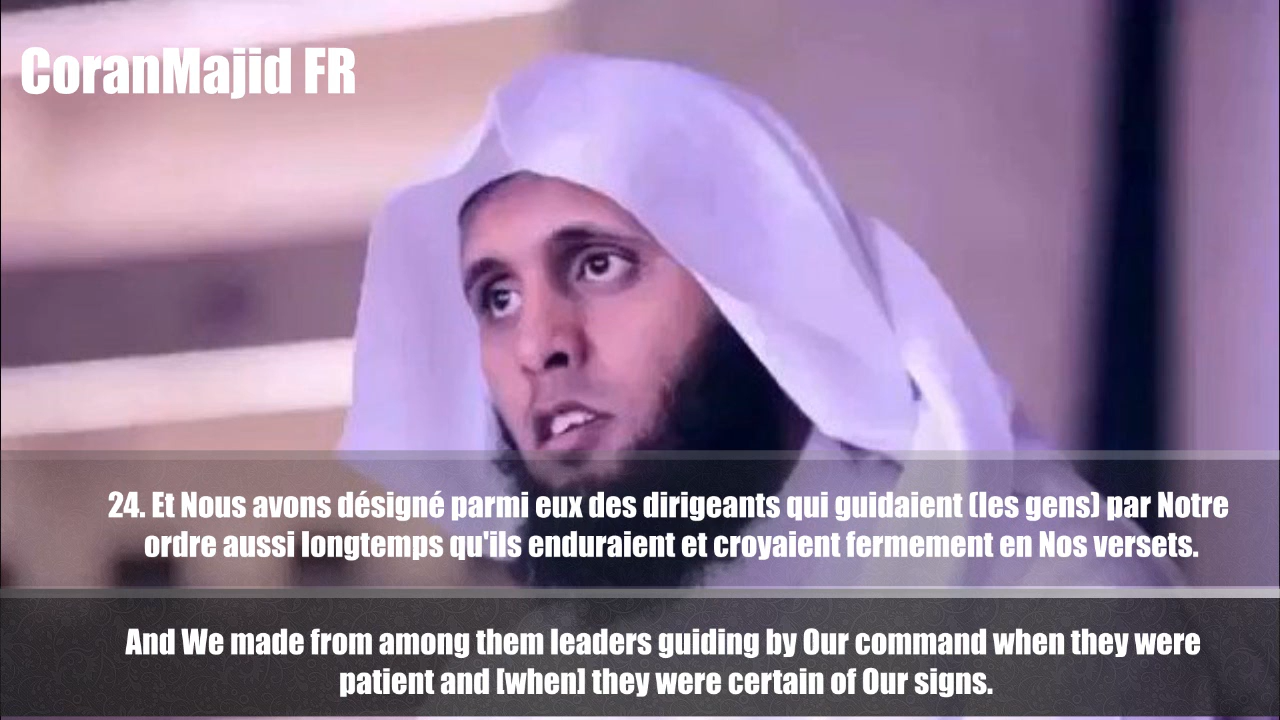 CoranMajid FR
24. Et Nous avons désigné parmi eux des dirigeants qui guidaient (les gens) par Notre
ordre aussi longtemps qu'ils enduraient et croyaient fermement en Nos versets.
And We made from among them leaders guiding by Our command when they were
patient and [when] they were certain of Our signs.